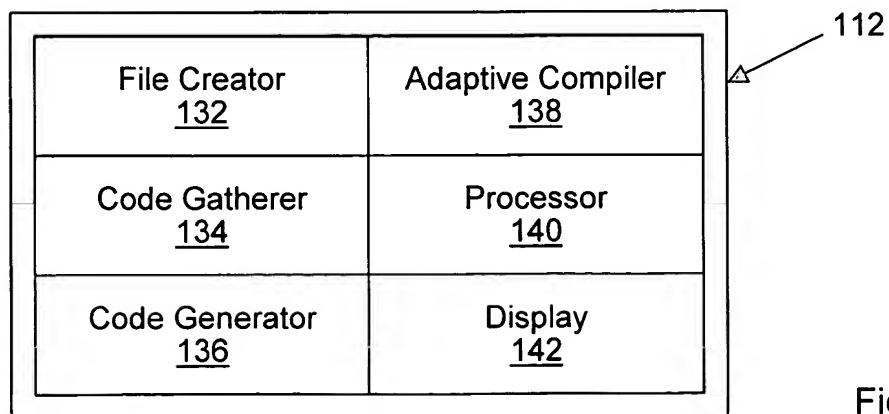 112
File Creator
132
Adaptive Compiler
138
Code Gatherer
134
Processor
140
Code Generator
136
Display
142